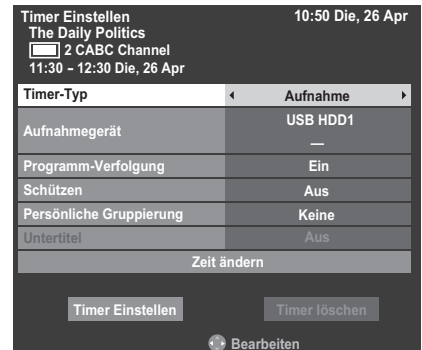 Timer Einstellen 10:50 Die, 26 Apr
The Daily Politics
2 CABC Channel
11:30 – 12:30 Die, 26 Apr
Timer-Typ Aufnahme
Aufnahmegerät USB HDD1
—
Programm-Verfolgung Ein
Schützen Aus
Persönliche Gruppierung Keine
Untertitel Aus
Zeit ändern
Timer Einstellen Timer löschen
Bearbeiten